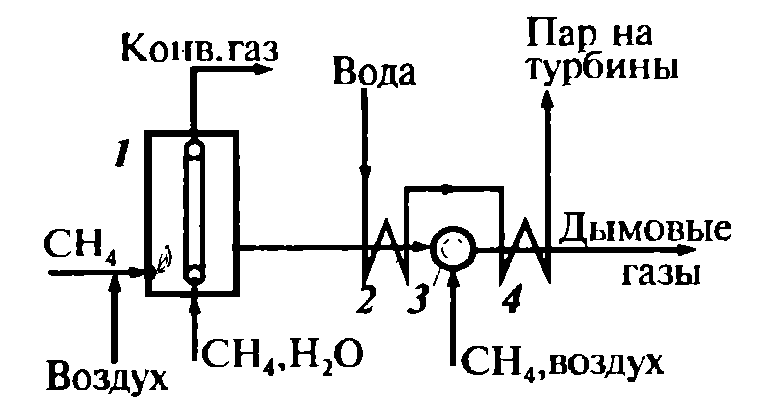 Конв.газ
Вода
Пар на
турбины
1
CH₄
Воздух
CH₄,H₂O
2
3
4
CH₄,воздух
Дымовые
газы